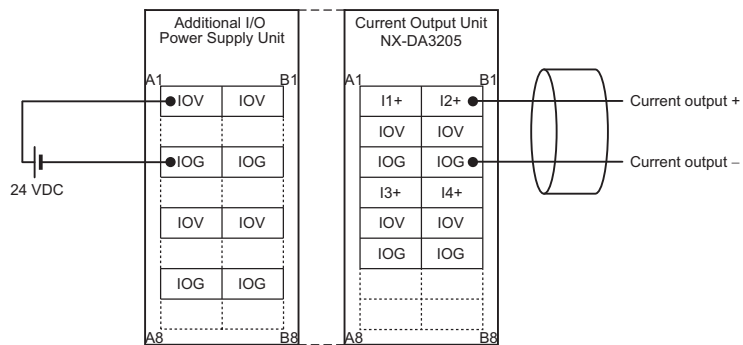 Additional I/O
Power Supply Unit
Current Output Unit
NX-DA3205
A1 B1 A1 B1
IOV IOV I1+ I2+ Current output +
IOV IOV
IOG IOG IOG IOG Current output −
24 VDC
I3+ I4+
IOV IOV IOV IOV
IOG IOG
IOG IOG
A8 B8 A8 B8